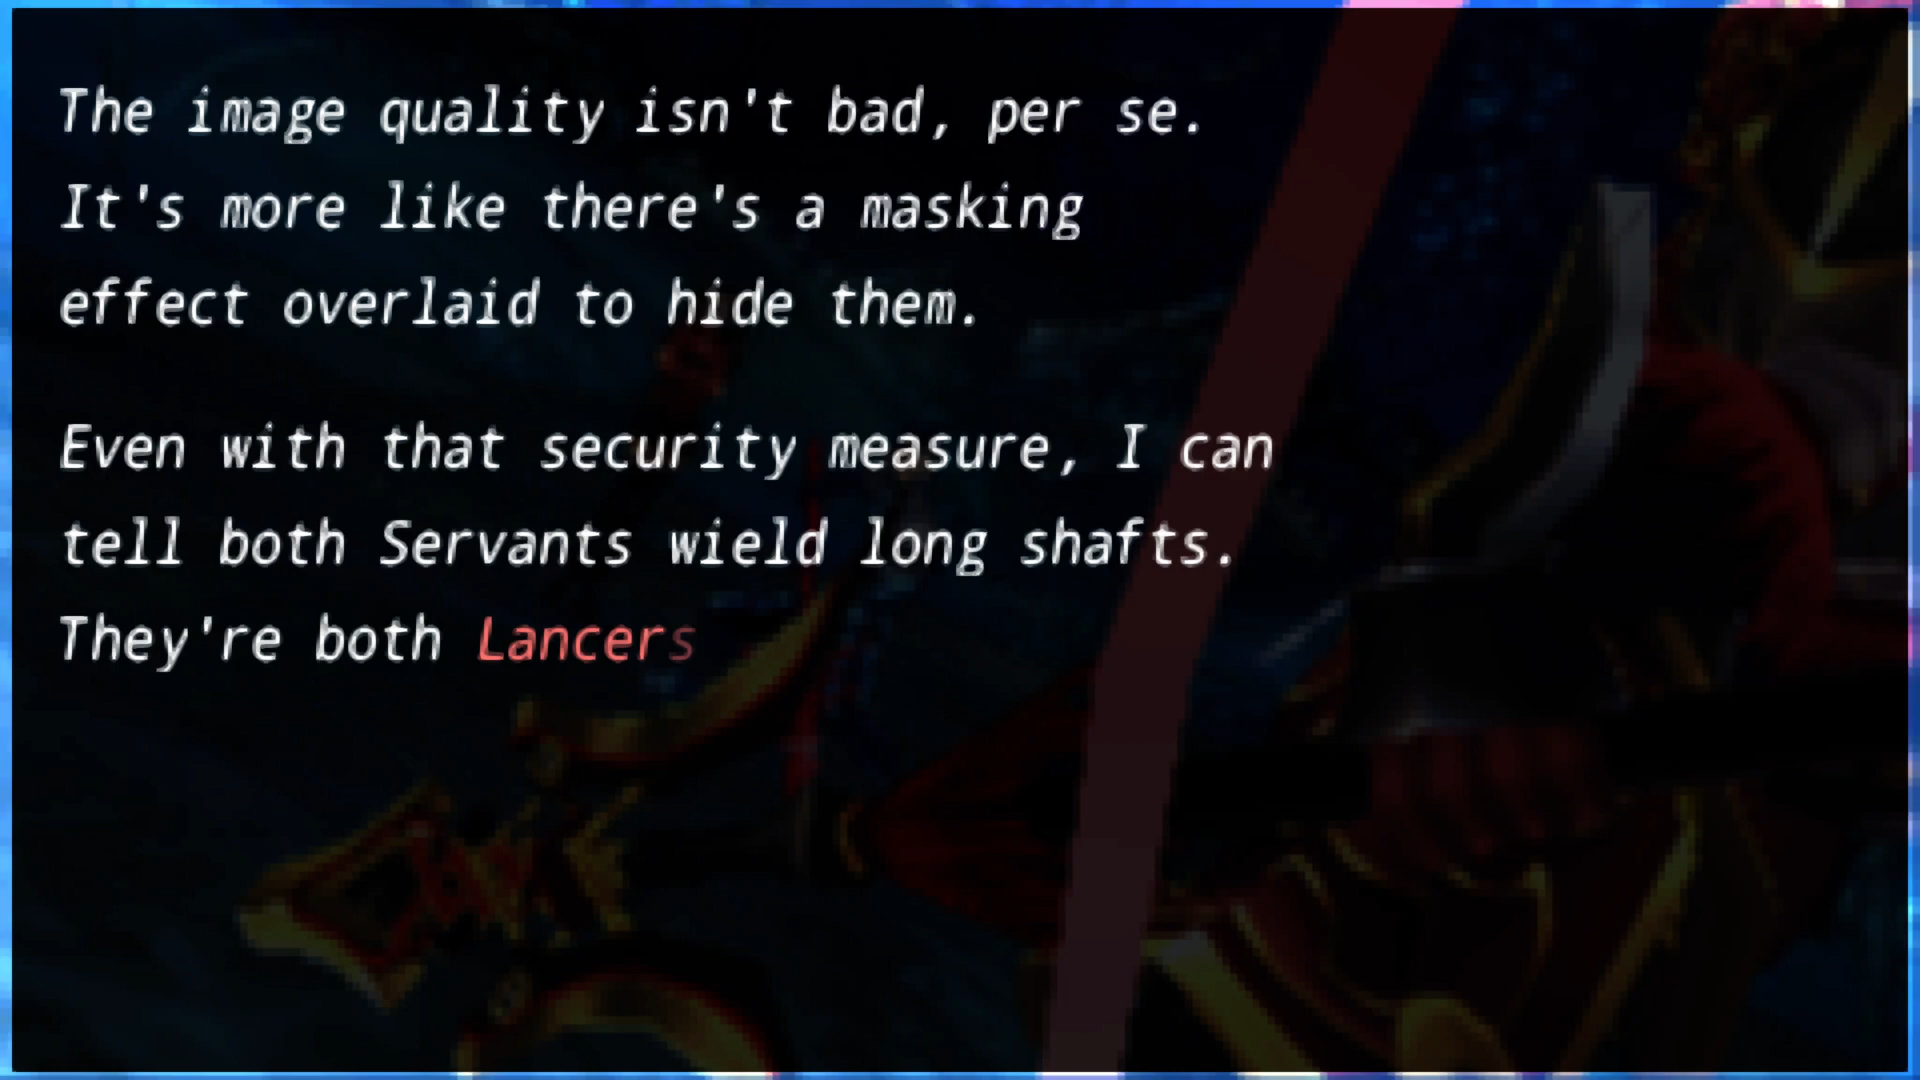 The image quality isn't bad, per se.
It's more like there's a masking
effect overlaid to hide them.
Even with that security measure, I can
tell both Servants wield long shafts.
They're both Lancers